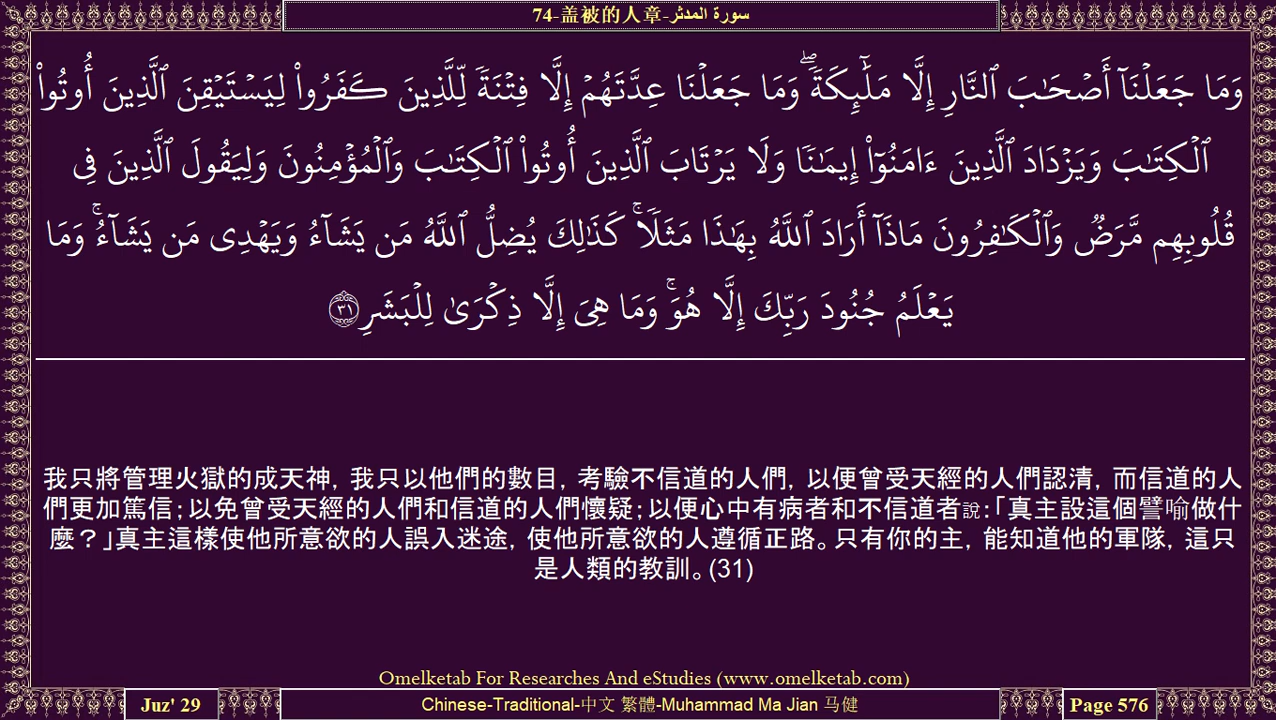 74-盖被的人章-سورة المدثر
وَمَا جَعَلۡنَآ أَصۡحَٰبَ ٱلنَّارِ إِلَّا مَلَٰٓئِكَةٗۖ وَمَا جَعَلۡنَا عِدَّتَهُمۡ إِلَّا فِتۡنَةٗ لِّلَّذِينَ كَفَرُواْ لِيَسۡتَيۡقِنَ ٱلَّذِينَ أُوتُواْ
ٱلۡكِتَٰبَ وَيَزۡدَادَ ٱلَّذِينَ ءَامَنُوٓاْ إِيمَٰنٗا وَلَا يَرۡتَابَ ٱلَّذِينَ أُوتُواْ ٱلۡكِتَٰبَ وَٱلۡمُؤۡمِنُونَ وَلِيَقُولَ ٱلَّذِينَ فِي
قُلُوبِهِم مَّرَضٞ وَٱلۡكَٰفِرُونَ مَاذَآ أَرَادَ ٱللَّهُ بِهَٰذَا مَثَلٗاۚ كَذَٰلِكَ يُضِلُّ ٱللَّهُ مَن يَشَآءُ وَيَهۡدِي مَن يَشَآءُۚ وَمَا
يَعۡلَمُ جُنُودَ رَبِّكَ إِلَّا هُوَۚ وَمَا هِيَ إِلَّا ذِكۡرَىٰ لِلۡبَشَرِ ٣١
我只將管理火獄的成天神, 我只以他們的數目, 考驗不信道的人們, 以便曾受天經的人們認清, 而信道的人
們更加篤信; 以免曾受天經的人們和信道的人們懷疑; 以便心中有病者和不信道者說:「真主設這個譬喻做什
麼？」真主這樣使他所意欲的人誤入迷途, 使他所意欲的人遵循正路。只有你的主, 能知道他的軍隊, 這只
是人類的教訓。(31)
Omelketab For Researches And eStudies (www.omelketab.com)
Juz' 29
Chinese-Traditional-中文 繁體-Muhammad Ma Jian 马健
Page 576